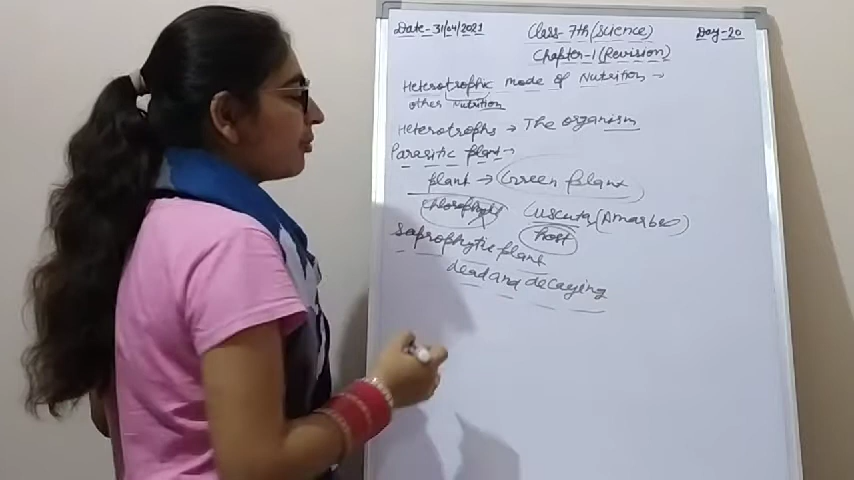 Date-31/04/2021 Class-7th(Science) Day-20
Chapter-1(Revision)
Heterotrophic mode of Nutrition →
other Nutrition
Heterotrophs → The organism
Parasitic plant-
plant → Green plant
chlorophyll Cuscuta (Amarbel)
host
Saprophytic plant
dead and decaying